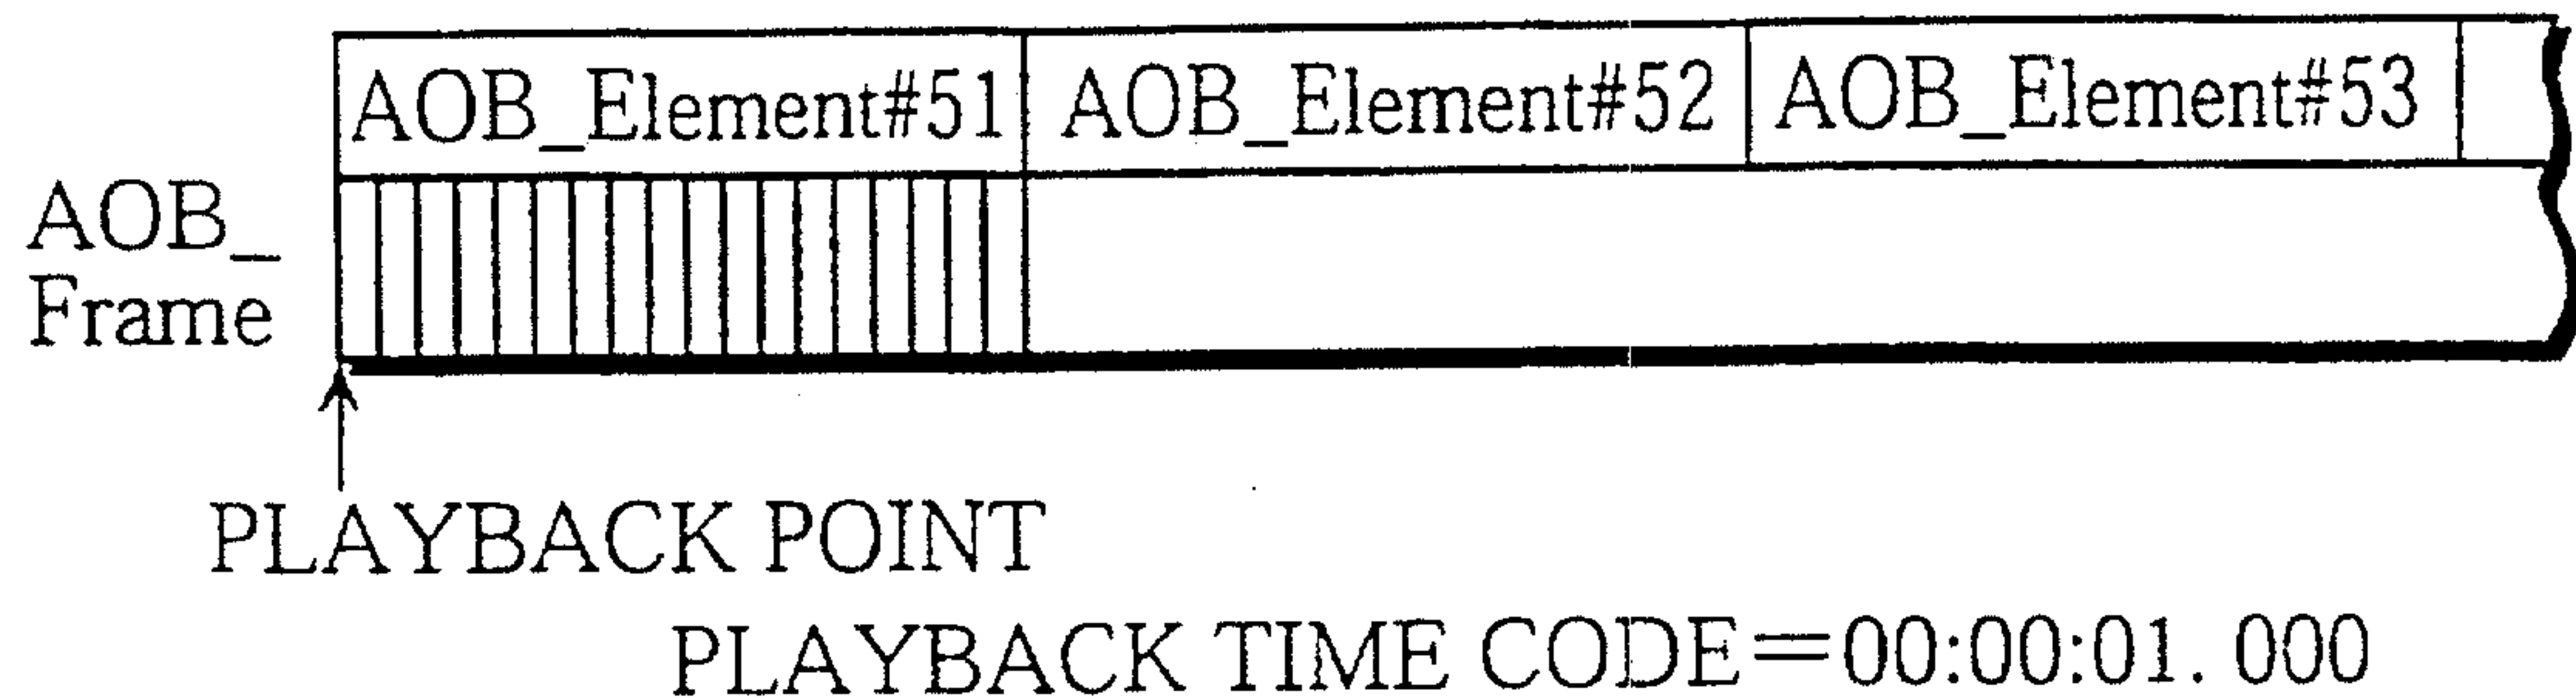 AOB_Element#51 AOB_Element#52 AOB_Element#53
AOB_
Frame
PLAYBACK POINT
PLAYBACK TIME CODE=00:00:01. 000